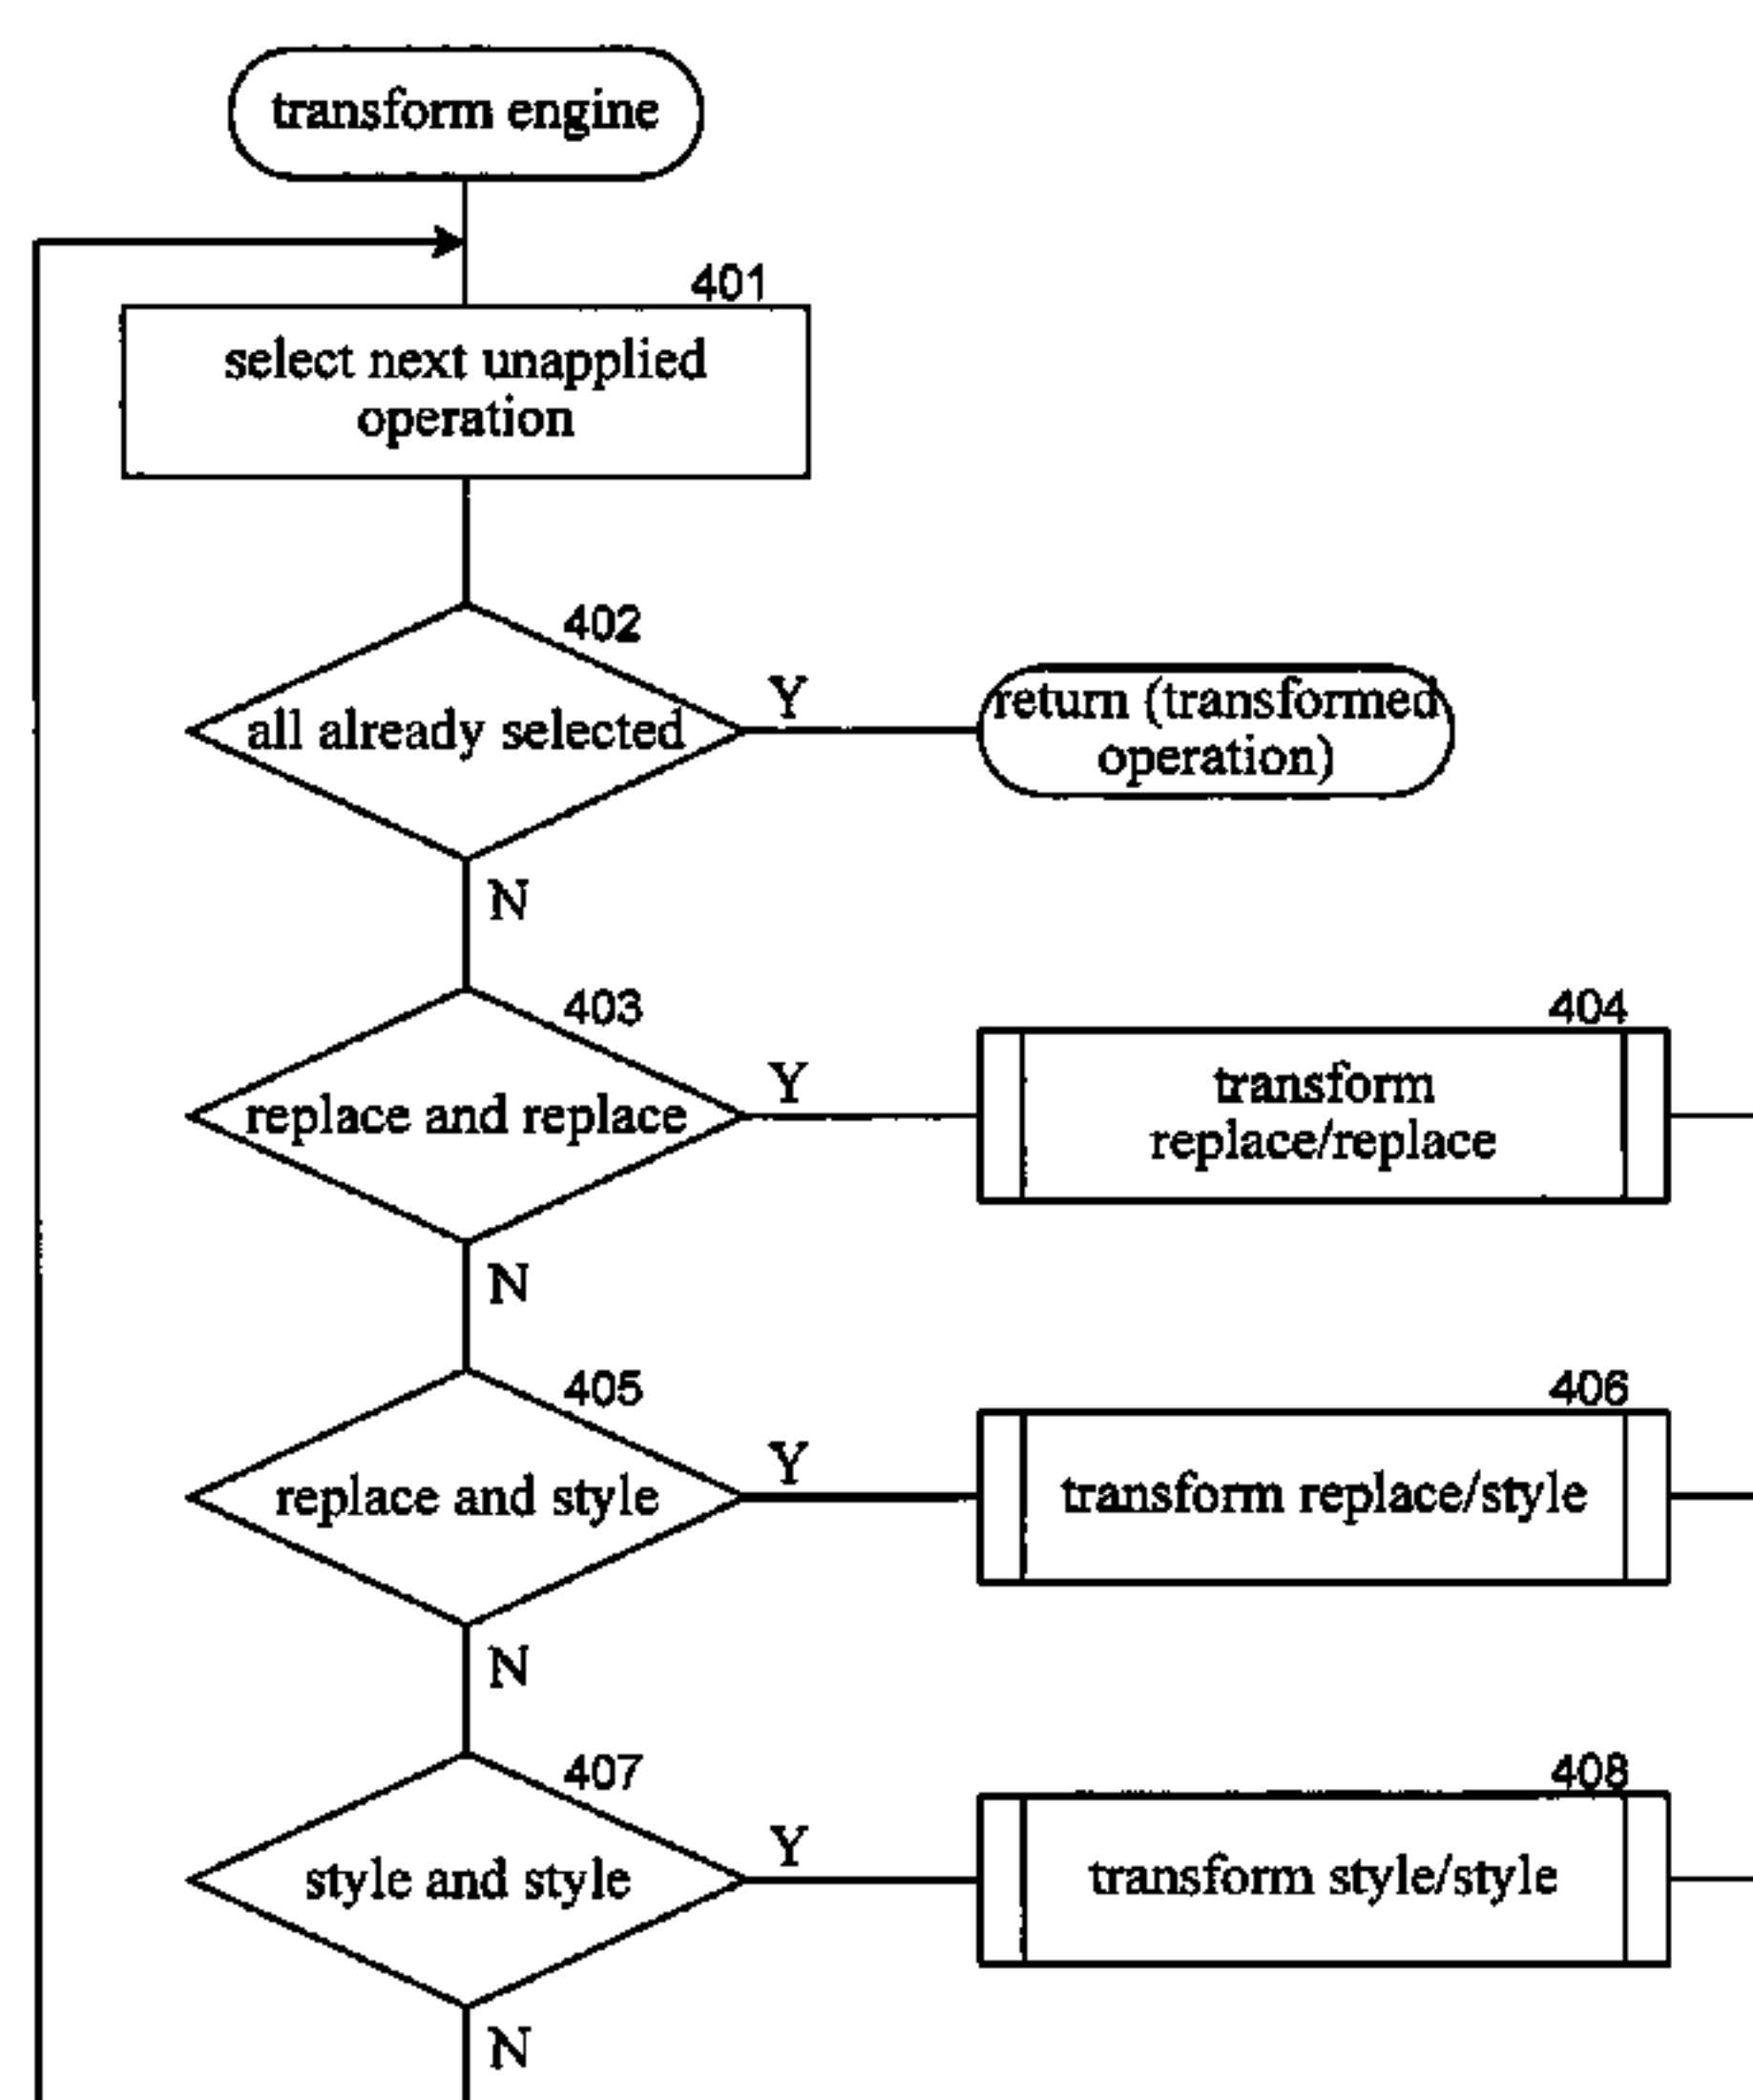 transform engine
401
select next unapplied
operation
402
all already selected
Y
return (transformed
operation)
N
403
replace and replace
Y
404
transform
replace/replace
N
405
replace and style
Y
406
transform replace/style
N
407
style and style
Y
408
transform style/style
N